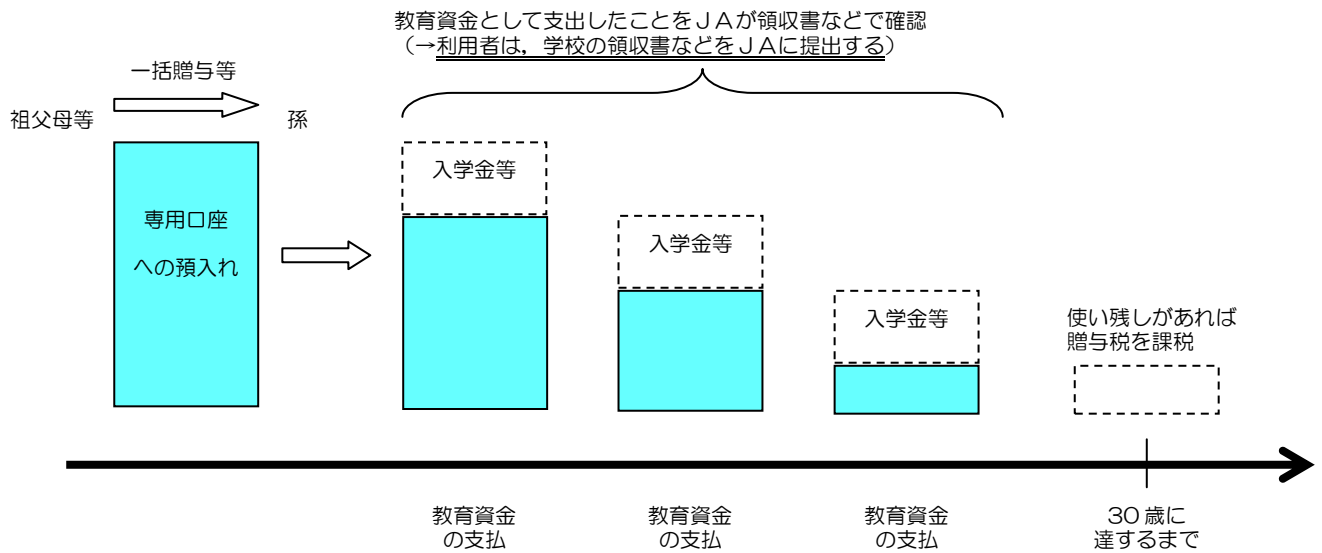 教育資金として支出したことをＪＡが領収書などで確認
（→利用者は，学校の領収書などをＪＡに提出する）
一括贈与等
祖父母等
孫
専用口座
への預入れ
入学金等
入学金等
入学金等
使い残しがあれば
贈与税を課税
教育資金
の支払
教育資金
の支払
教育資金
の支払
30歳に
達するまで